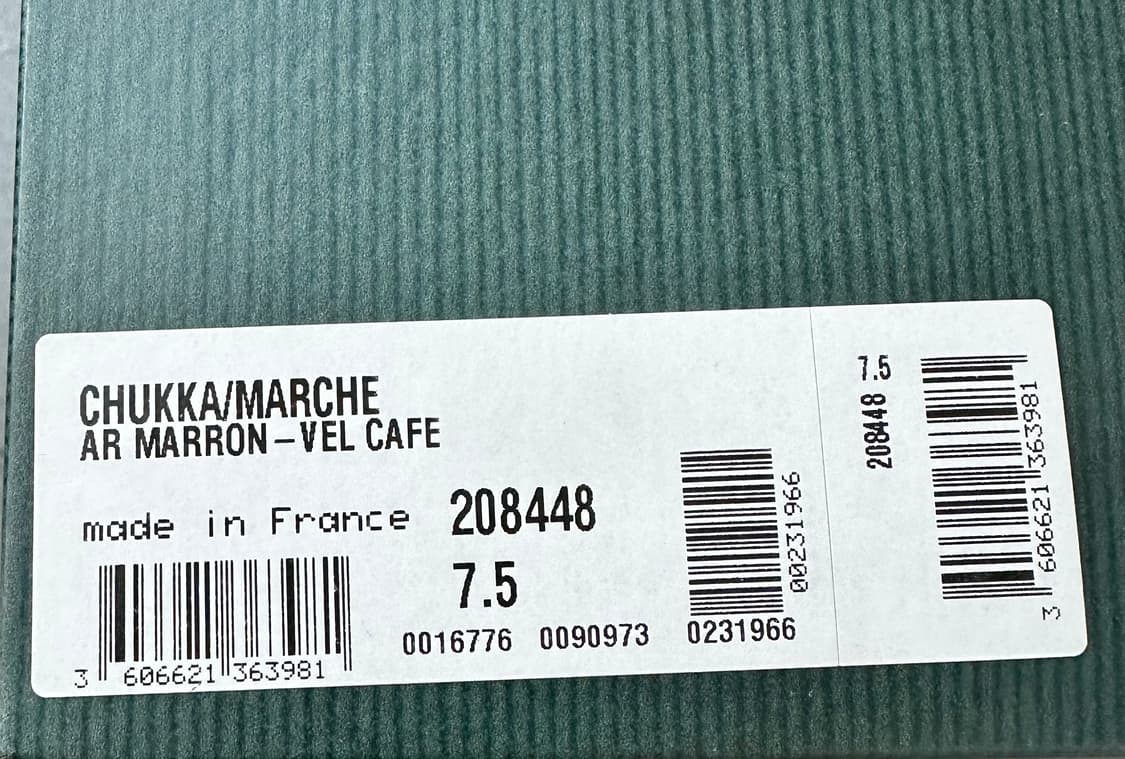 CHUKKA/MARCHE
AR MARRON-VEL CAFE
made in France 208448
7.5
3 606621 363981
0016776 0090973 0231966
00231966
208448 7.5
3 606621 363981